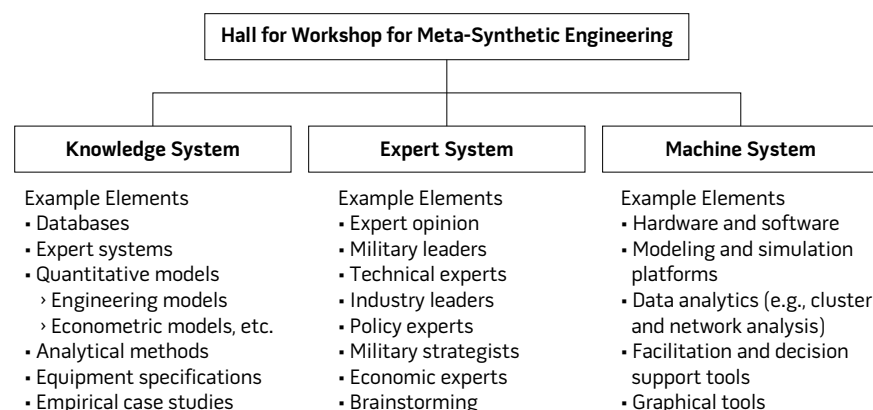 Hall for Workshop for Meta-Synthetic Engineering
Knowledge System
Example Elements
▪ Databases
▪ Expert systems
▪ Quantitative models
› Engineering models
› Econometric models, etc.
▪ Analytical methods
▪ Equipment specifications
▪ Empirical case studies
Expert System
Example Elements
▪ Expert opinion
▪ Military leaders
▪ Technical experts
▪ Industry leaders
▪ Policy experts
▪ Military strategists
▪ Economic experts
▪ Brainstorming
Machine System
Example Elements
▪ Hardware and software
▪ Modeling and simulation
platforms
▪ Data analytics (e.g., cluster
and network analysis)
▪ Facilitation and decision
support tools
▪ Graphical tools